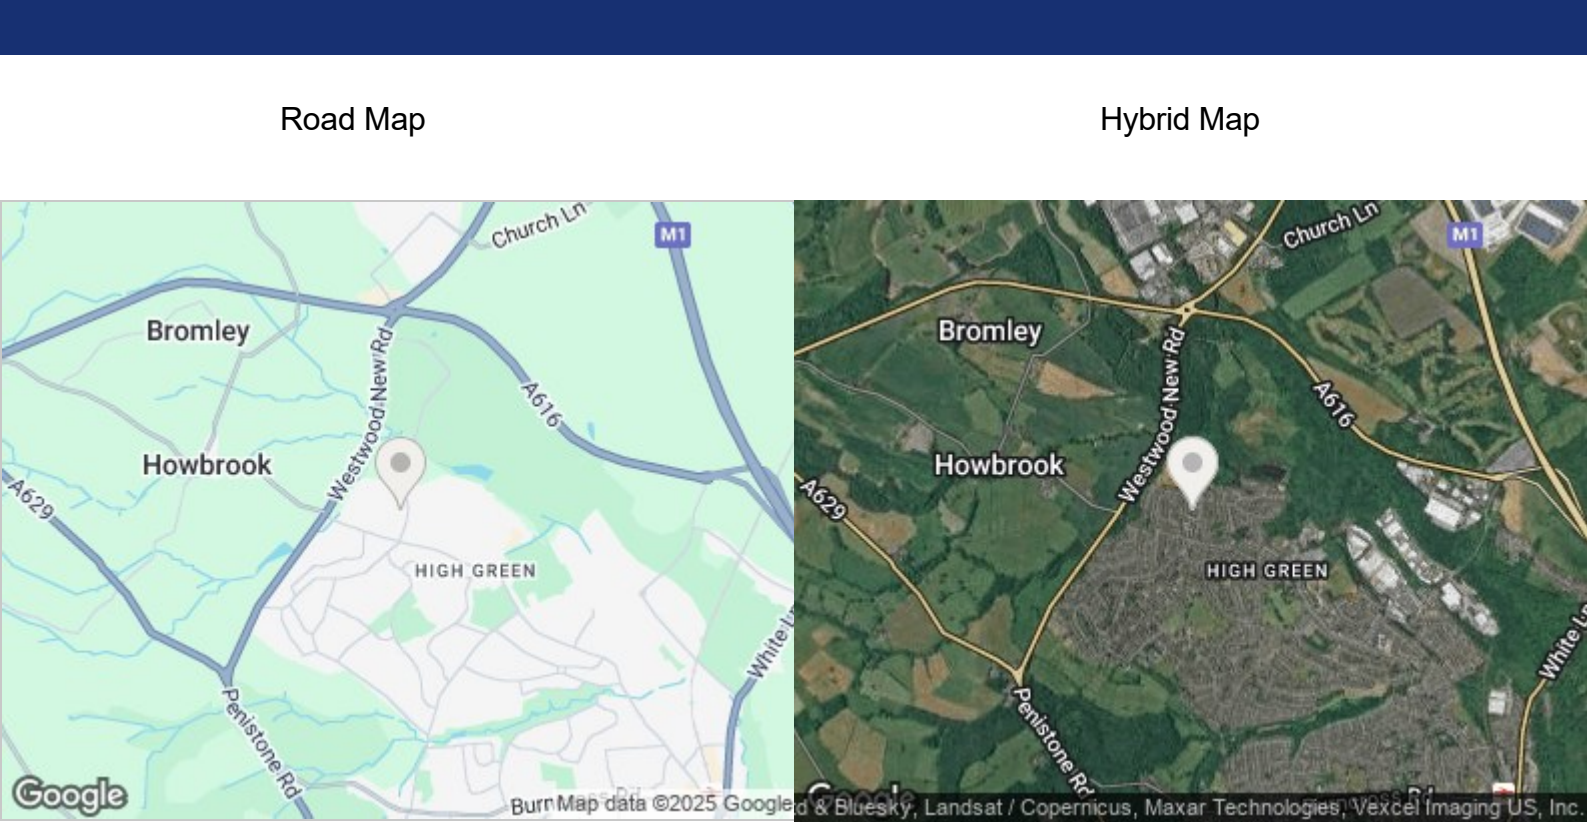 Road Map
Hybrid Map
Church Ln
M1
Bromley
Westwood New Rd
A616
Howbrook
A629
HIGH GREEN
White L
Penistone Rd
Google
Burn
Map data ©2025 Google
Church Ln
M1
Bromley
Westwood New Rd
A616
Howbrook
A629
HIGH GREEN
White L
Penistone Rd
Google
d & Bluesky, Landsat / Copernicus, Maxar Technologies, Vexcel Imaging US, Inc.